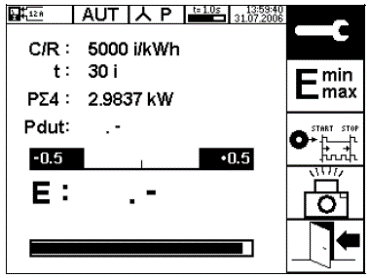 12 A AUT P t= 1.0s 13:59:40
31.07.2006
C/R : 5000 i/kWh
t : 30 i
PΣ4 : 2.9837 kW
Pdut: . -
-0.5 •0.5
E : . -
E min
max
START STOP